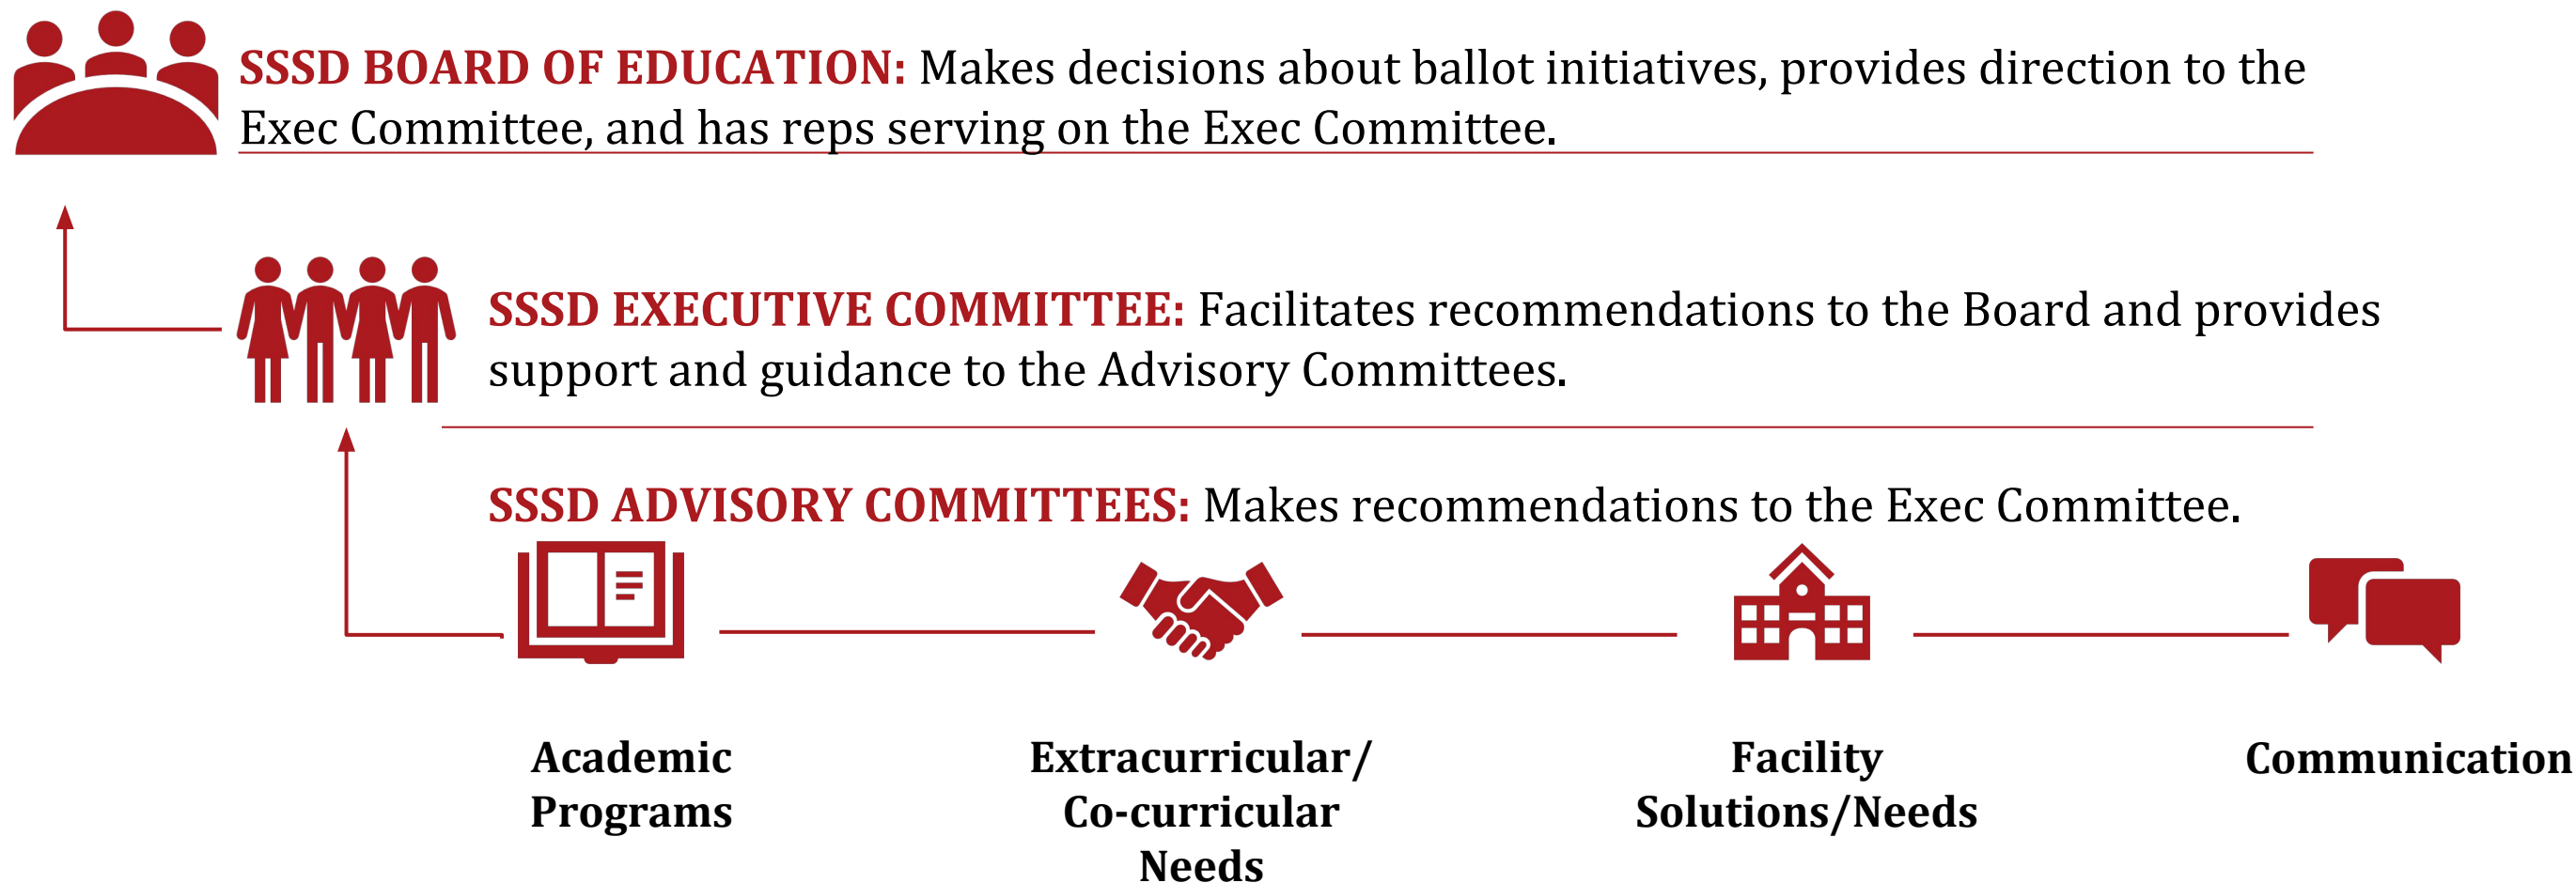 SSSD BOARD OF EDUCATION: Makes decisions about ballot initiatives, provides direction to the
Exec Committee, and has reps serving on the Exec Committee.
SSSD EXECUTIVE COMMITTEE: Facilitates recommendations to the Board and provides
support and guidance to the Advisory Committees.
SSSD ADVISORY COMMITTEES: Makes recommendations to the Exec Committee.
Academic
Programs
Extracurricular/
Co-curricular
Needs
Facility
Solutions/Needs
Communication